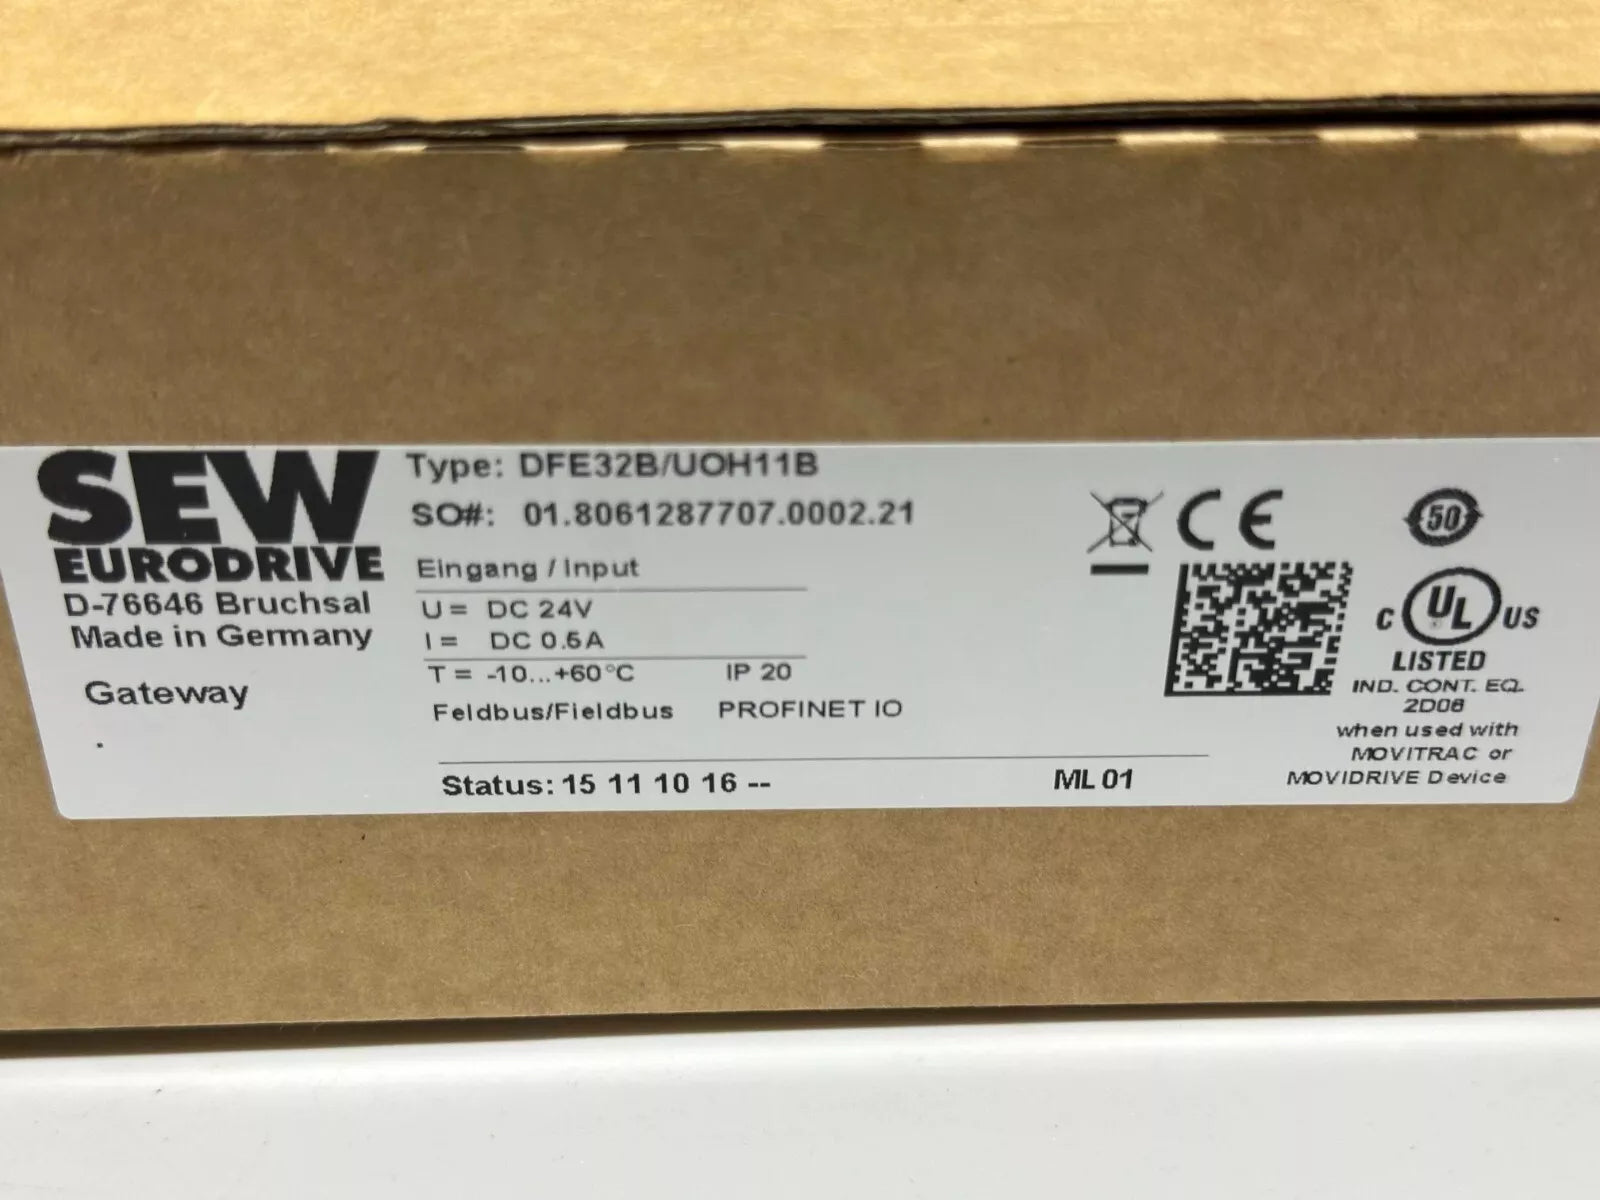 SEW
EURODRIVE
D-76646 Bruchsal
Made in Germany
Gateway
.
Type: DFE32B/UOH11B
SO#: 01.8061287707.0002.21
Eingang / Input
U = DC 24V
I = DC 0.5A
T = -10...+60°C IP 20
Feldbus/Fieldbus PROFINET IO
Status: 15 11 10 16 --
ML 01
CE
50
C UL US
LISTED
IND. CONT. EQ.
2D06
when used with
MOVITRAC or
MOVIDRIVE Device